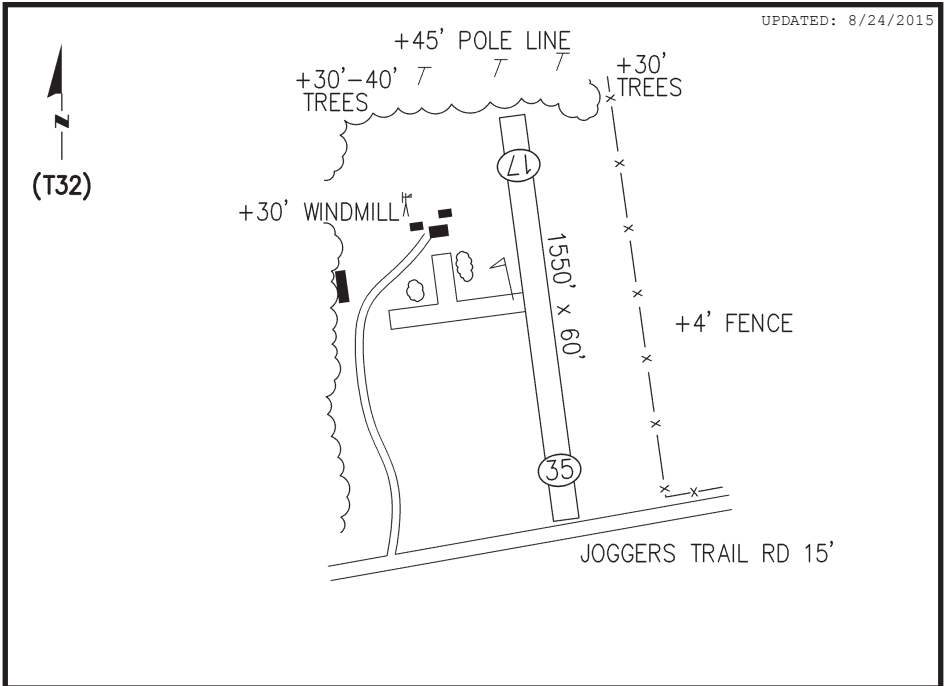 UPDATED: 8/24/2015
+45' POLE LINE
+30'-40'
TREES
+30'
TREES
N
(T32)
17
+30' WINDMILL
1550' x 60'
+4' FENCE
35
JOGGERS TRAIL RD 15'